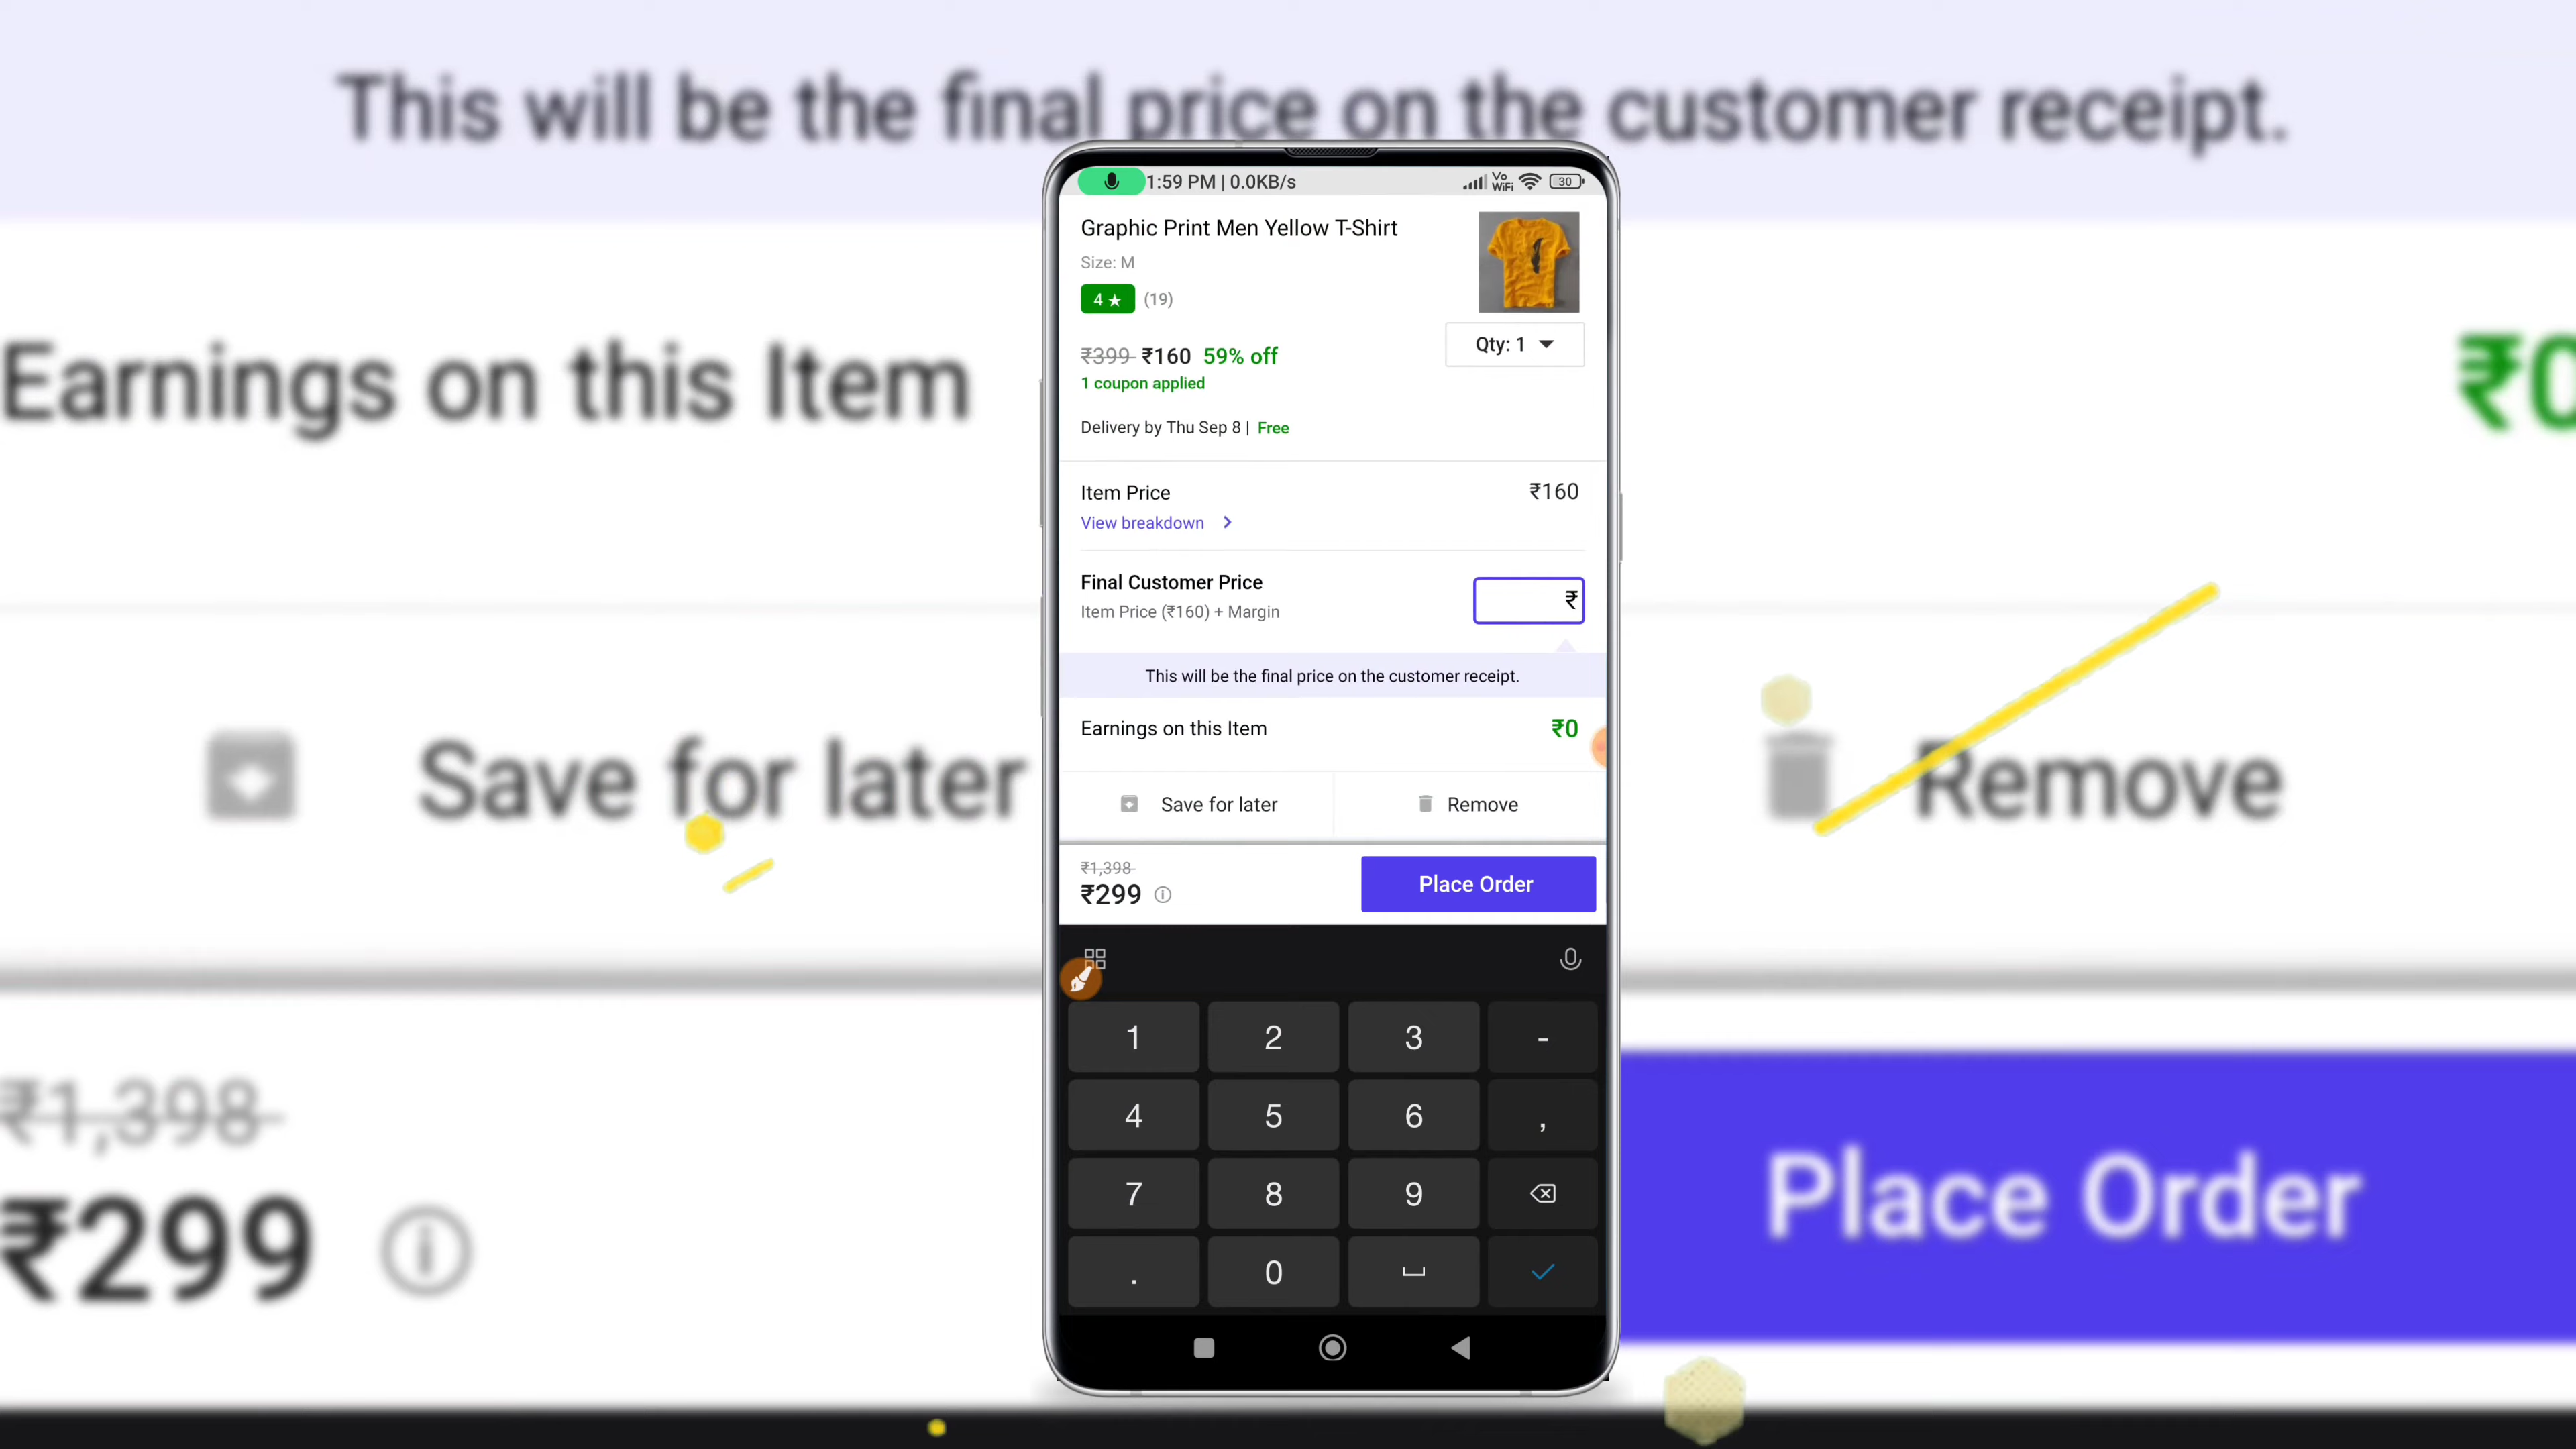 This will be the final price on the customer receipt.
Earnings on this Item
₹0
Save for later
Remove
₹1,398
₹299
Place Order
1:59 PM | 0.0KB/s
Vo
WiFi
30
Graphic Print Men Yellow T-Shirt
Size: M
4 ★ (19)
Qty: 1
₹399 ₹160 59% off
1 coupon applied
Delivery by Thu Sep 8 | Free
Item Price ₹160
View breakdown >
Final Customer Price
₹
Item Price (₹160) + Margin
This will be the final price on the customer receipt.
Earnings on this Item ₹0
Save for later Remove
₹1,398
₹299
Place Order
1 2 3 -
4 5 6 ,
7 8 9
. 0